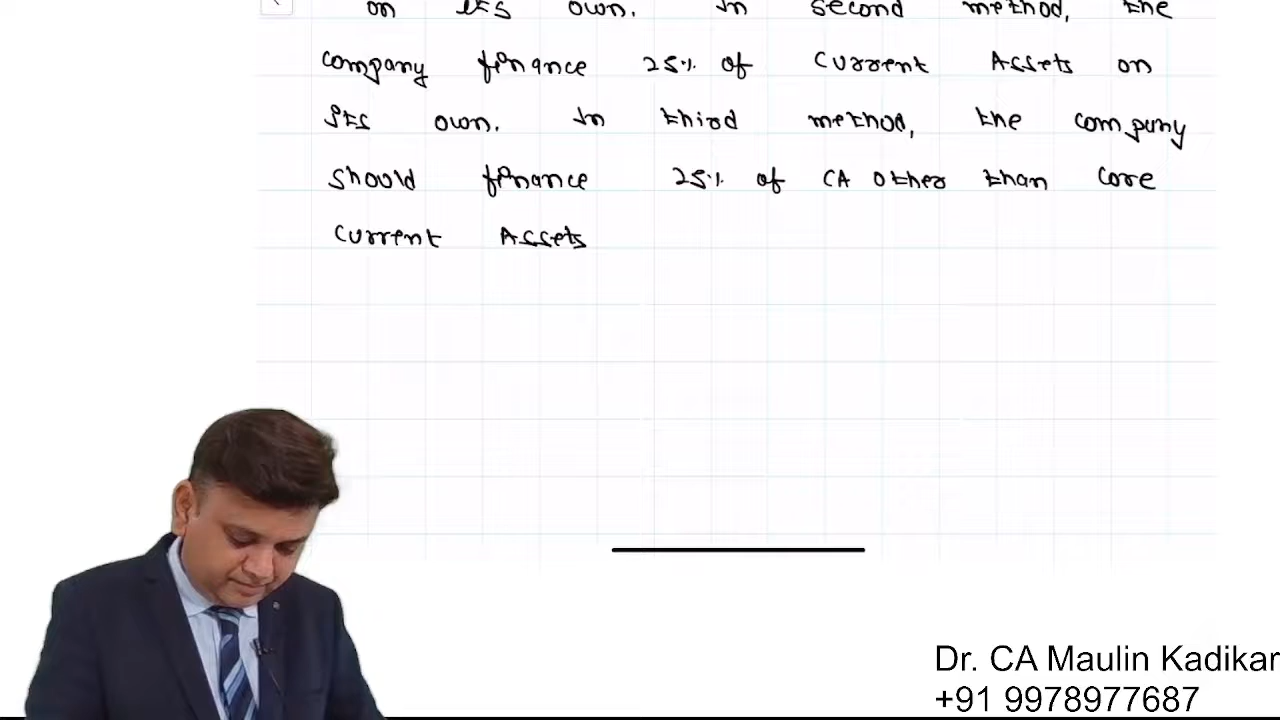 on its own. In second method, the
company finance 25% of Current Assets on
its own. In third method, the company
should finance 25% of CA other than core
current Assets
Dr. CA Maulin Kadikar
+91 9978977687